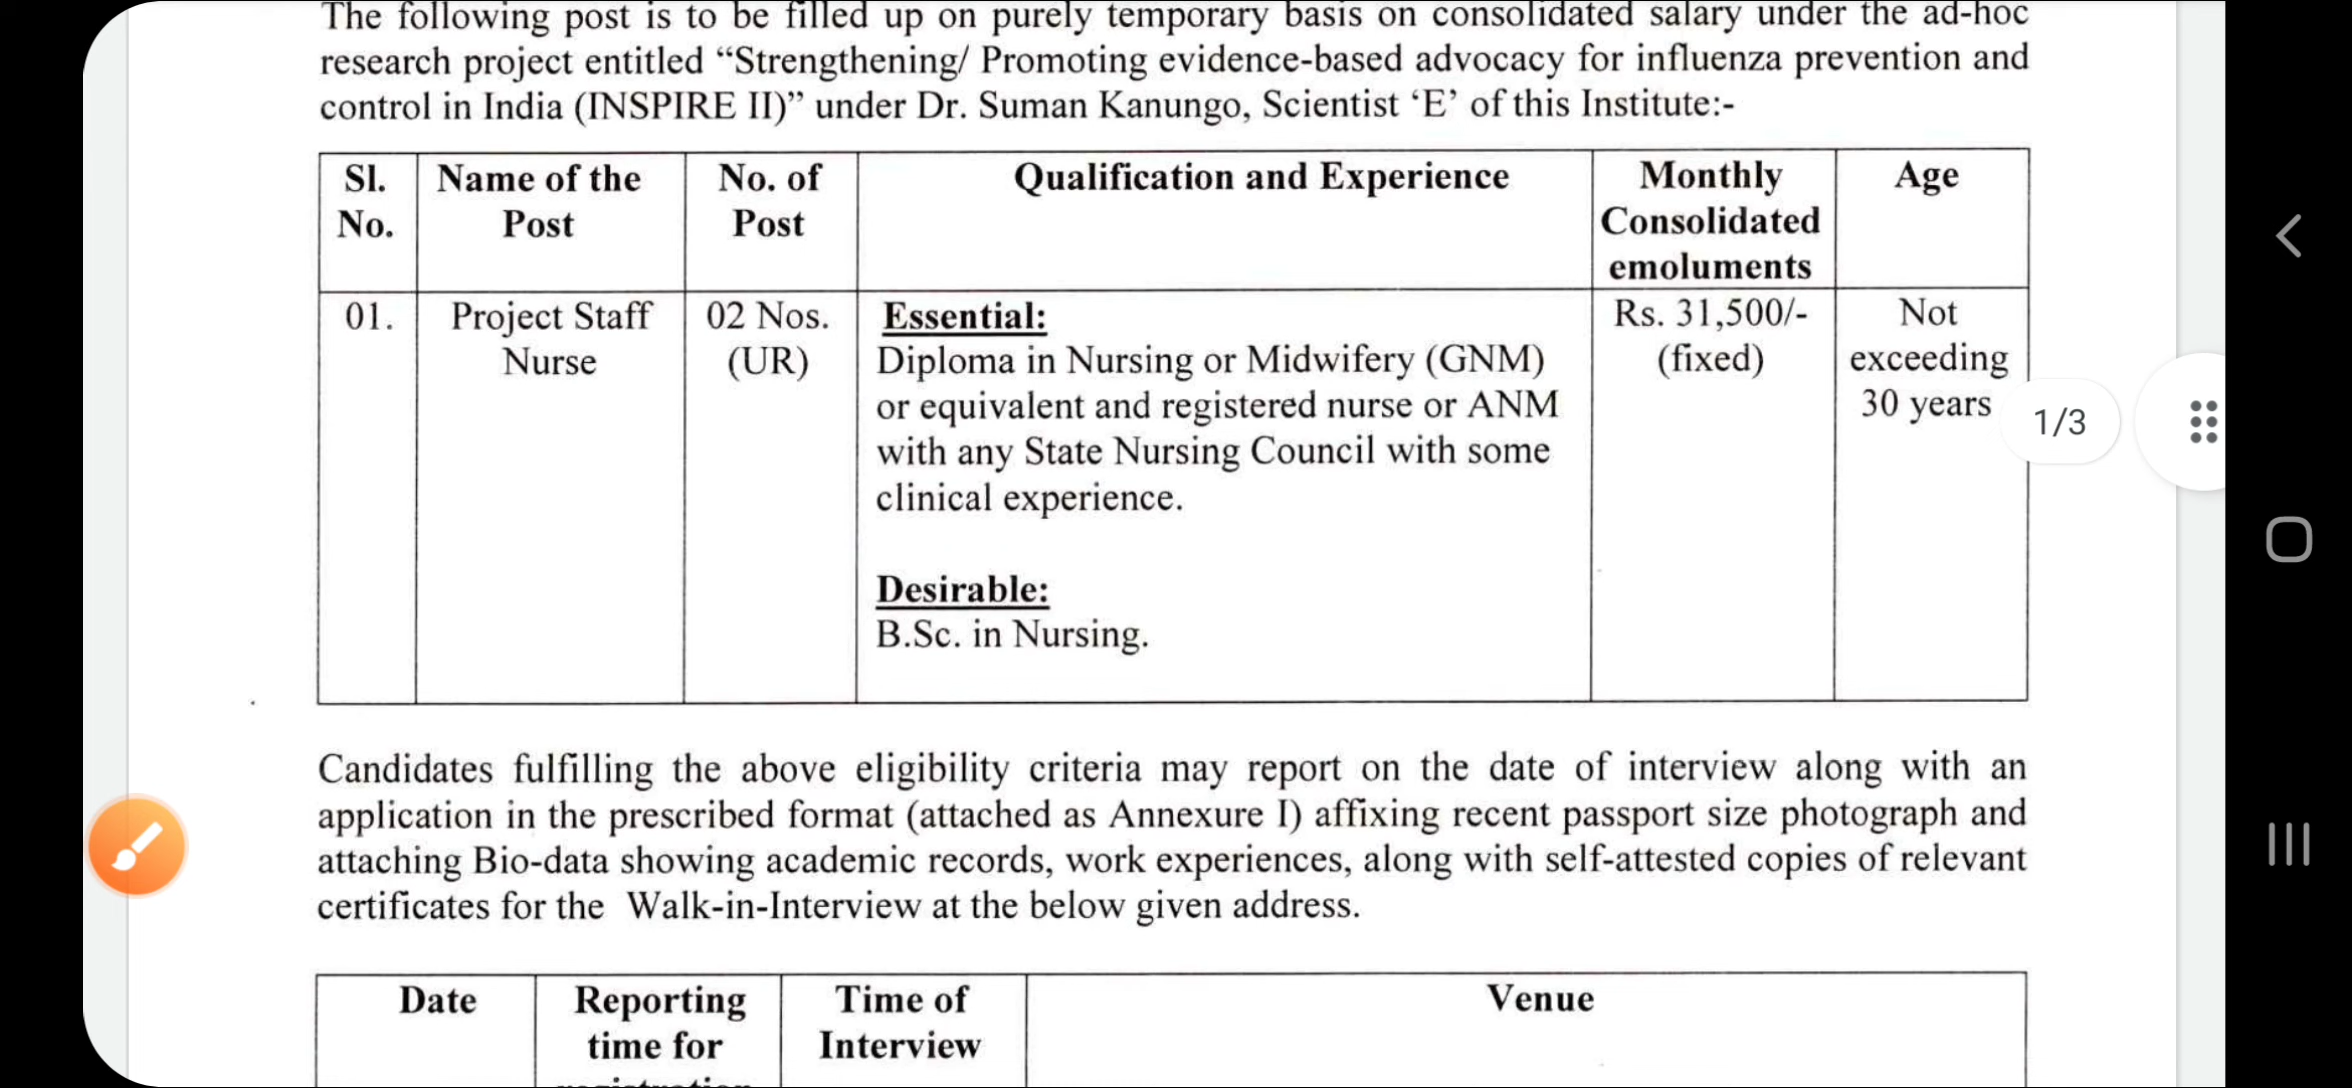 The following post is to be filled up on purely temporary basis on consolidated salary under the ad-hoc
research project entitled “Strengthening/ Promoting evidence-based advocacy for influenza prevention and
control in India (INSPIRE II)” under Dr. Suman Kanungo, Scientist ‘E’ of this Institute:-
Sl. No.
Name of the Post
No. of Post
Qualification and Experience
Monthly Consolidated emoluments
Age
01.
Project Staff Nurse
02 Nos. (UR)
Essential:
Diploma in Nursing or Midwifery (GNM)
or equivalent and registered nurse or ANM
with any State Nursing Council with some
clinical experience.
Desirable:
B.Sc. in Nursing.
Rs. 31,500/- (fixed)
Not exceeding 30 years
1/3
Candidates fulfilling the above eligibility criteria may report on the date of interview along with an
application in the prescribed format (attached as Annexure I) affixing recent passport size photograph and
attaching Bio-data showing academic records, work experiences, along with self-attested copies of relevant
certificates for the Walk-in-Interview at the below given address.
Date
Reporting time for
Time of Interview
Venue